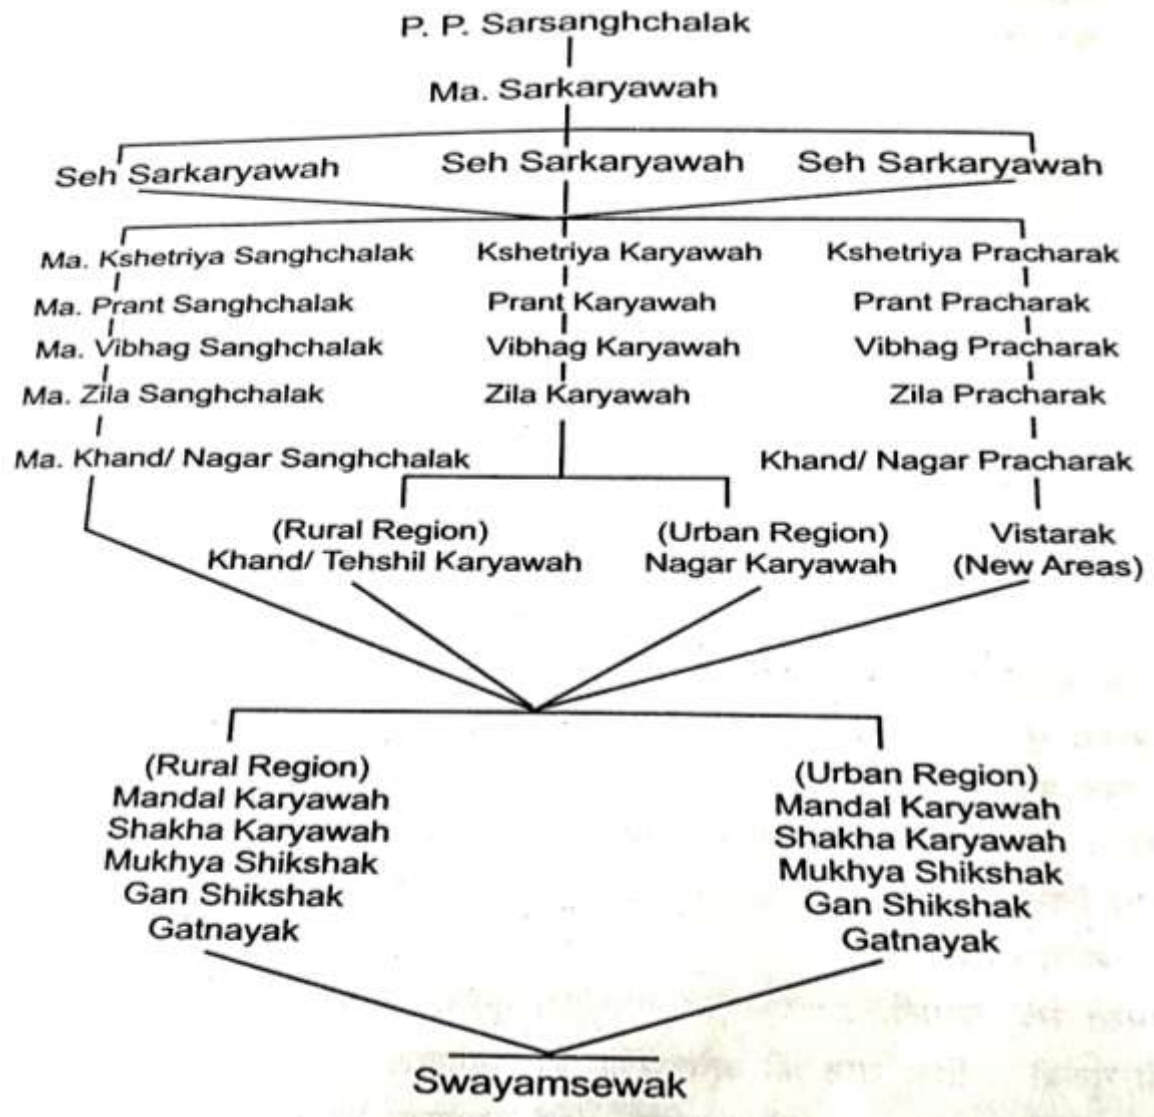 P. P. Sarsanghchalak
Ma. Sarkaryawah
Seh Sarkaryawah Seh Sarkaryawah Seh Sarkaryawah
Ma. Kshetriya Sanghchalak Kshetriya Karyawah Kshetriya Pracharak
Ma. Prant Sanghchalak Prant Karyawah Prant Pracharak
Ma. Vibhag Sanghchalak Vibhag Karyawah Vibhag Pracharak
Ma. Zila Sanghchalak Zila Karyawah Zila Pracharak
Ma. Khand/ Nagar Sanghchalak Khand/ Nagar Pracharak
(Rural Region) (Urban Region) Vistarak
Khand/ Tehshil Karyawah Nagar Karyawah (New Areas)
(Rural Region)
Mandal Karyawah
Shakha Karyawah
Mukhya Shikshak
Gan Shikshak
Gatnayak
(Urban Region)
Mandal Karyawah
Shakha Karyawah
Mukhya Shikshak
Gan Shikshak
Gatnayak
Swayamsewak